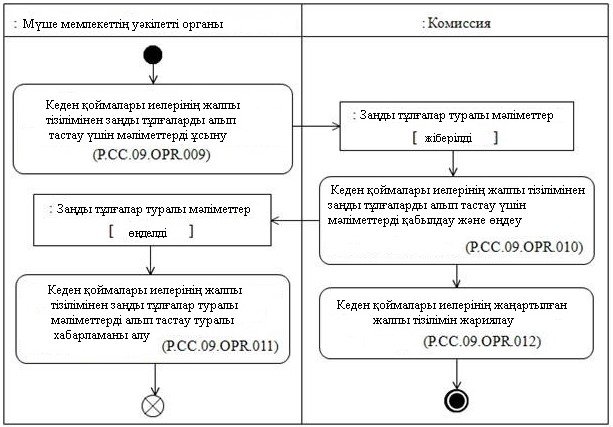 : Мүше мемлекеттің уәкілетті органы
: Комиссия
Кеден қоймалары иелерінің жалпы
тізілімінен заңды тұлғаларды алып
тастау үшін мәліметтерді ұсыну
(P.CC.09.OPR.009)
: Заңды тұлғалар туралы мәліметтер
[ жіберілді ]
Кеден қоймалары иелерінің жалпы тізілімінен
заңды тұлғаларды алып тастау үшін
мәліметтерді қабылдау және өңдеу
(P.CC.09.OPR.010)
: Заңды тұлғалар туралы мәліметтер
[ өңделді ]
Кеден қоймалары иелерінің жалпы
тізілімінен заңды тұлғалар туралы
мәліметтерді алып тастау туралы
хабарламаны алу
(P.CC.09.OPR.011)
Кеден қоймалары иелерінің жаңартылған
жалпы тізілімін жариялау
(P.CC.09.OPR.012)